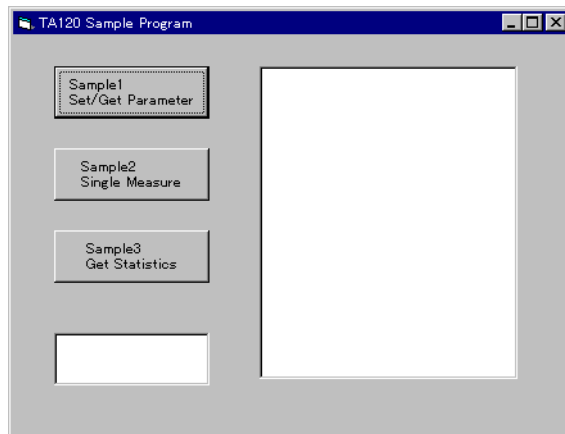 TA120 Sample Program
Sample1
Set/Get Parameter
Sample2
Single Measure
Sample3
Get Statistics